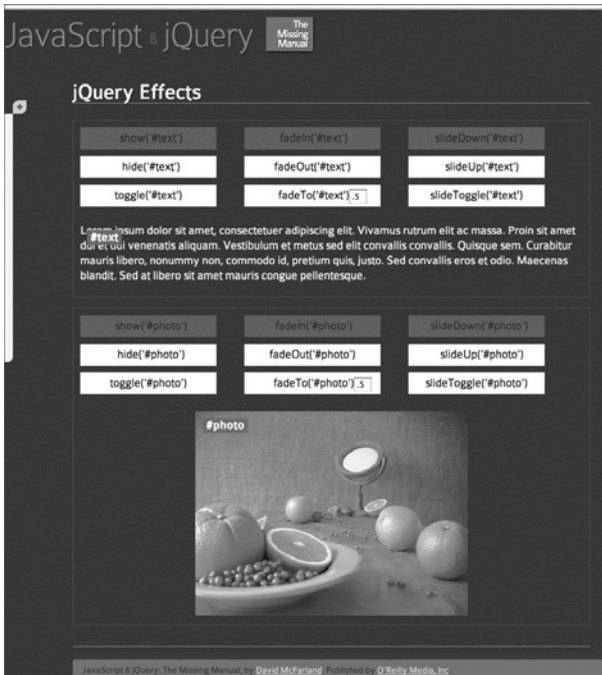 JavaScript & jQuery
The
Missing
Manual
jQuery Effects
+
show('#text') fadeIn('#text') slideDown('#text')
hide('#text') fadeOut('#text') slideUp('#text')
toggle('#text') fadeTo('#text') .5 slideToggle('#text')
#text
Lorem ipsum dolor sit amet, consectetuer adipiscing elit. Vivamus rutrum elit ac massa. Proin sit amet
dui et dui venenatis aliquam. Vestibulum et metus sed elit convallis convallis. Quisque sem. Curabitur
mauris libero, nonummy non, commodo id, pretium quis, justo. Sed convallis eros et odio. Maecenas
blandit. Sed at libero sit amet mauris congue pellentesque.
show('#photo') fadeIn('#photo') slideDown('#photo')
hide('#photo') fadeOut('#photo') slideUp('#photo')
toggle('#photo') fadeTo('#photo') .5 slideToggle('#photo')
#photo
JavaScript & jQuery: The Missing Manual, by David McFarland. Published by O'Reilly Media, Inc